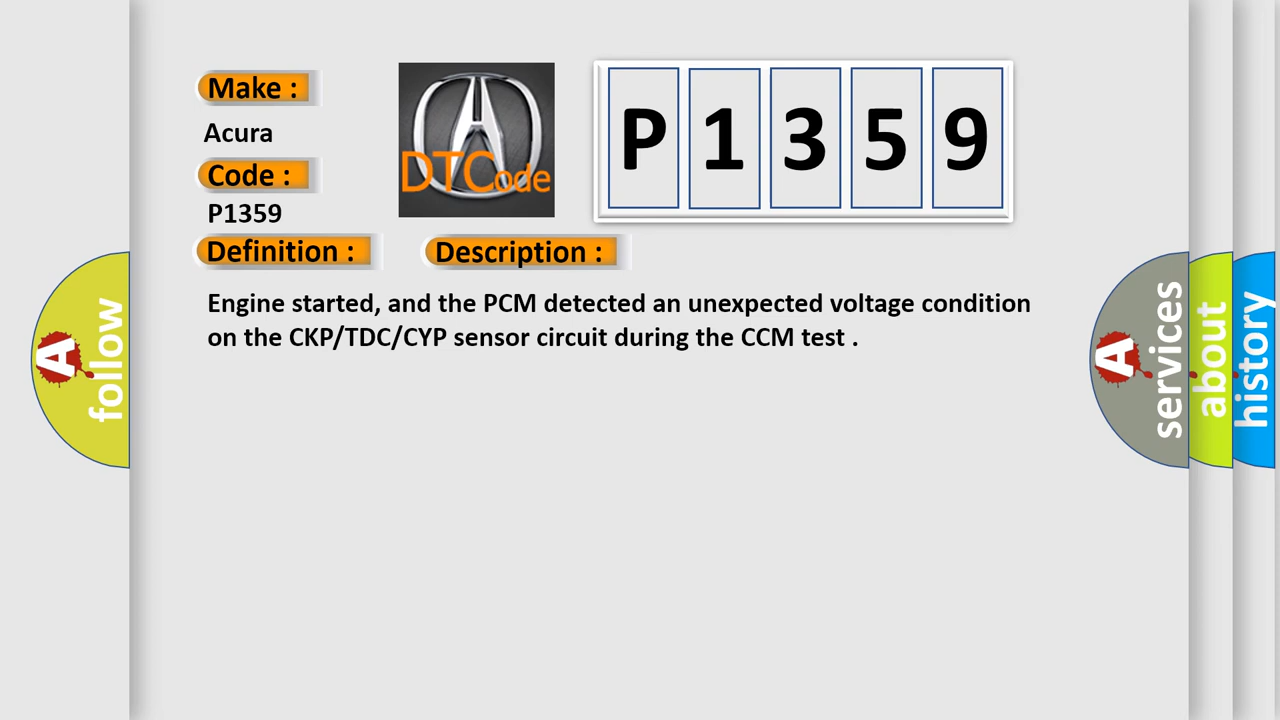 Make :
Acura
Code :
P1359
Definition :
Description :
Engine started, and the PCM detected an unexpected voltage condition
on the CKP/TDC/CYP sensor circuit during the CCM test .
DTCode
P 1 3 5 9
A follow
A services
about
history